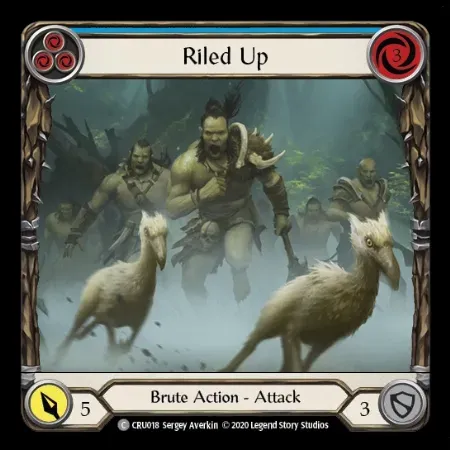 Riled Up
3
Brute Action - Attack
5
3
C CRU018 Sergey Averkin © 2020 Legend Story Studios